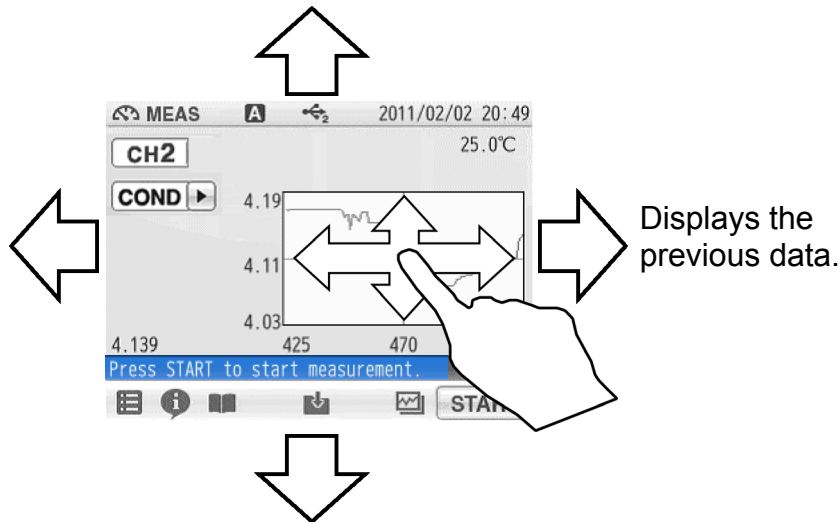 MEAS A 2 2011/02/02 20:49
CH2 25.0℃
COND
4.19
Displays the
previous data.
4.11
4.03
4.139 425 470
Press START to start measurement.